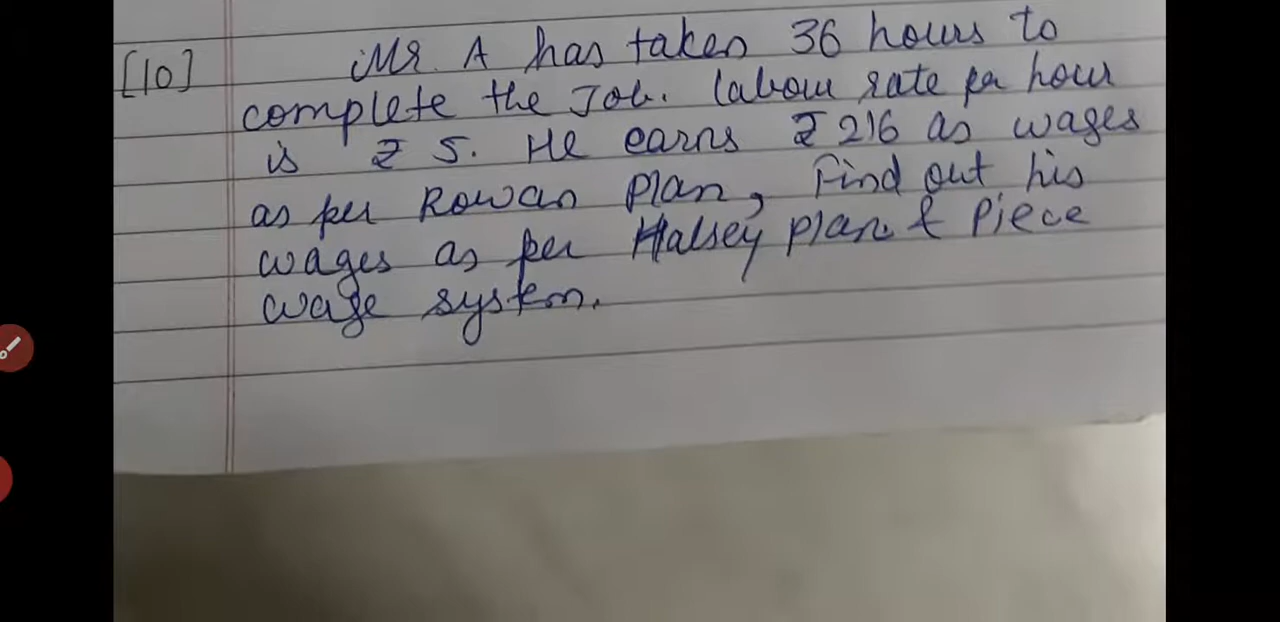 [10] Mr. A has taken 36 hours to
complete the Job. labour rate per hour
is ₹ 5. He earns ₹ 216 as wages
as per Rowan Plan, Find out his
wages as per Halsey plan & Piece
wage system.